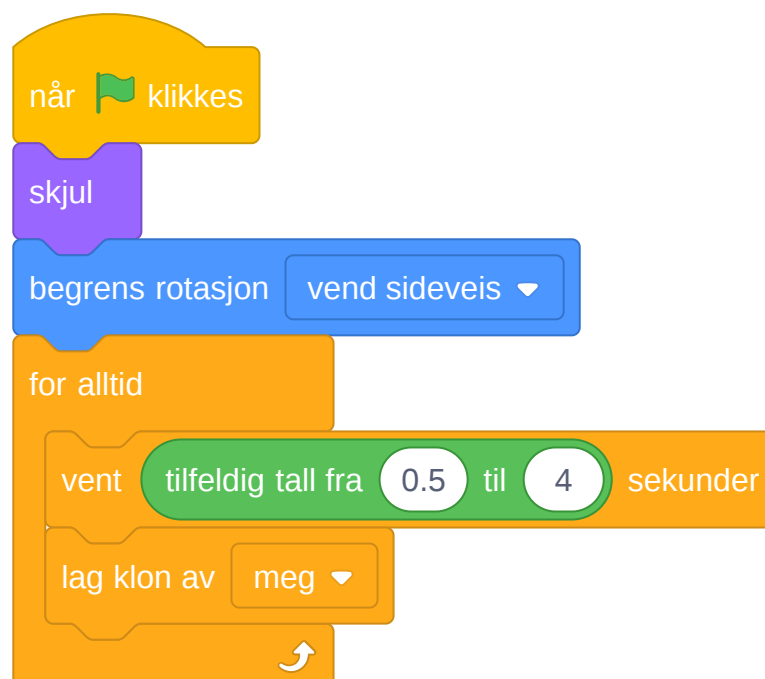 når klikkes
skjul
begrens rotasjon vend sideveis
for alltid
vent tilfeldig tall fra 0.5 til 4 sekunder
lag klon av meg